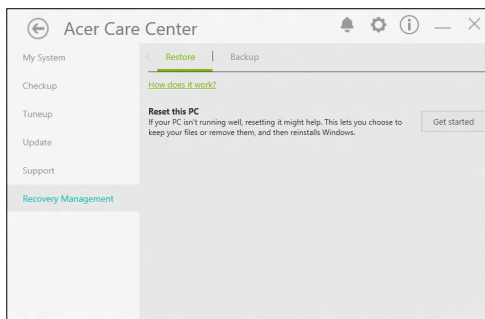 Acer Care Center
My System
Checkup
Tuneup
Update
Support
Recovery Management
Restore
Backup
How does it work?
Reset this PC
If your PC isn't running well, resetting it might help. This lets you choose to
keep your files or remove them, and then reinstalls Windows.
Get started